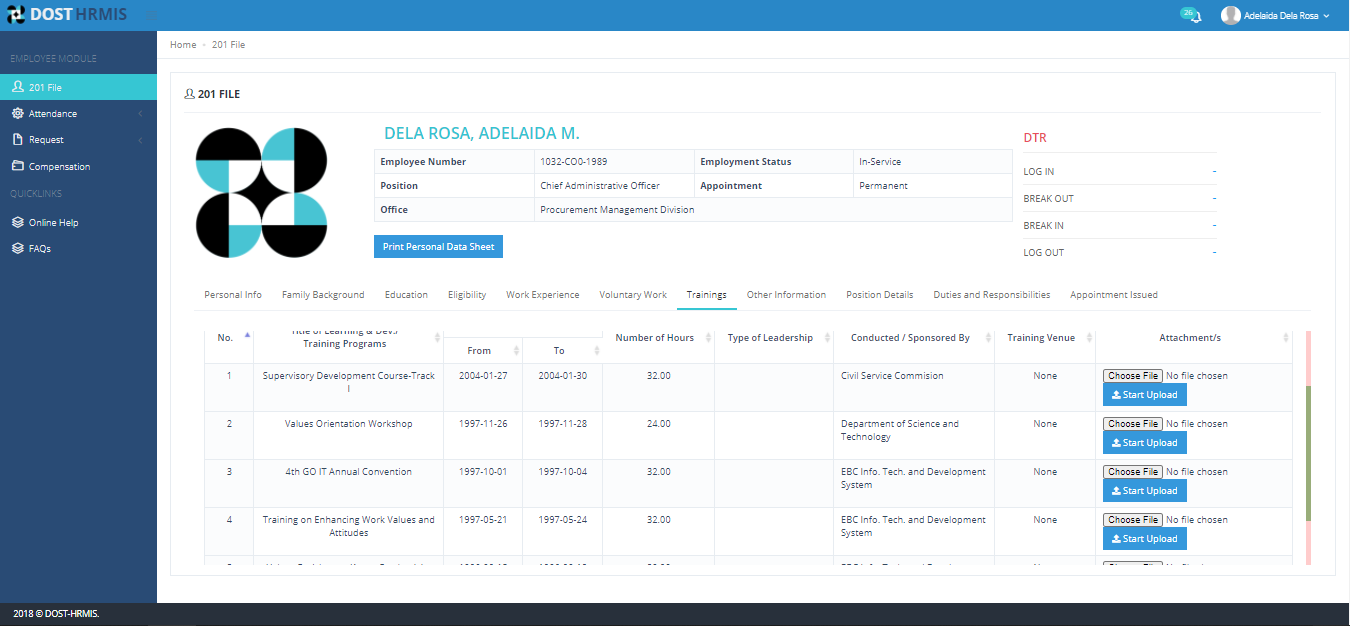 DOST HRMIS
26
Adelaida Dela Rosa
EMPLOYEE MODULE
201 File
Attendance
Request
Compensation
QUICKLINKS
Online Help
FAQs
Home
201 File
201 FILE
DELA ROSA, ADELAIDA M.
Employee Number 1032-CO0-1989 Employment Status In-Service
Position Chief Administrative Officer Appointment Permanent
Office Procurement Management Division
Print Personal Data Sheet
DTR
LOG IN -
BREAK OUT -
BREAK IN -
LOG OUT -
Personal Info Family Background Education Eligibility Work Experience Voluntary Work Trainings Other Information Position Details Duties and Responsibilities Appointment Issued
No. Title of Learning & Dev./ Number of Hours Type of Leadership Conducted / Sponsored By Training Venue Attachment/s
Training Programs From To
1 Supervisory Development Course-Track 2004-01-27 2004-01-30 32.00 Civil Service Commision None Choose File No file chosen
I Start Upload
2 Values Orientation Workshop 1997-11-26 1997-11-28 24.00 Department of Science and None Choose File No file chosen
Technology Start Upload
3 4th GO IT Annual Convention 1997-10-01 1997-10-04 32.00 EBC Info. Tech. and Development None Choose File No file chosen
System Start Upload
4 Training on Enhancing Work Values and 1997-05-21 1997-05-24 32.00 EBC Info. Tech. and Development None Choose File No file chosen
Attitudes System Start Upload
2018 © DOST-HRMIS.